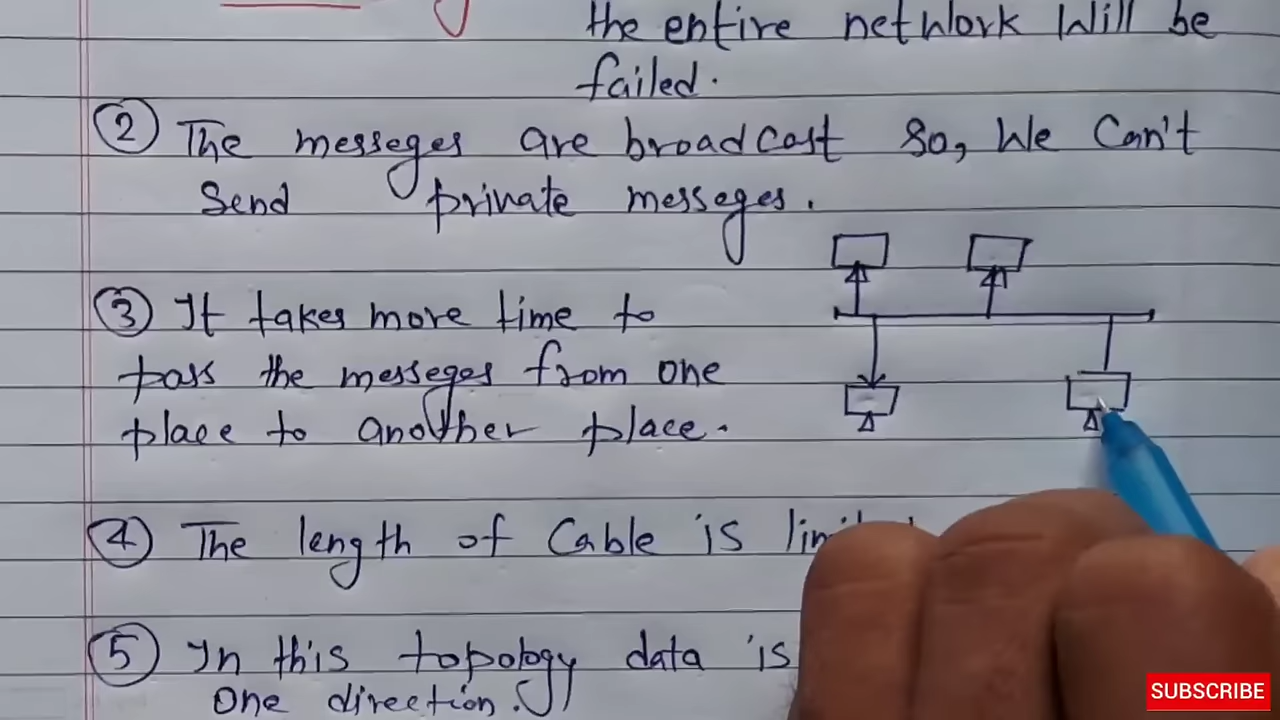 the entire network will be
failed.
② The messeges are broadcast so, we can't
send private messeges.
③ It takes more time to
pass the messeges from one
place to another place.
④ The length of cable is
⑤ In this topology data is
one direction.
SUBSCRIBE